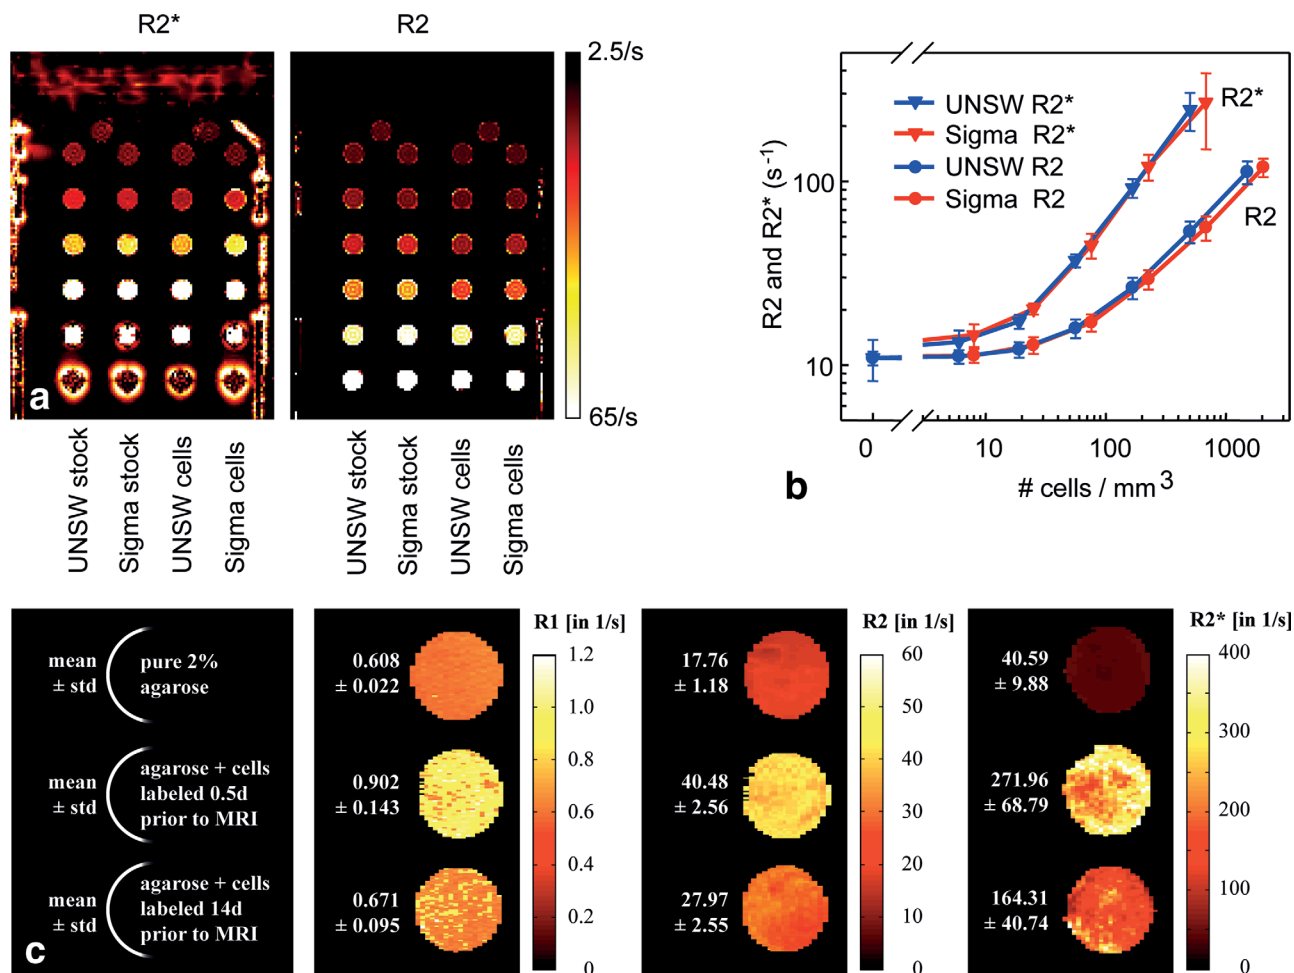 R2*
R2
2.5/s
65/s
a
UNSW stock
Sigma stock
UNSW cells
Sigma cells
UNSW stock
Sigma stock
UNSW cells
Sigma cells
UNSW R2*
Sigma R2*
UNSW R2
Sigma R2
R2*
R2
R2 and R2* (s⁻¹)
100
10
0
10
100
1000
# cells / mm³
b
mean
± std
pure 2%
agarose
mean
± std
agarose + cells
labeled 0.5d
prior to MRI
mean
± std
agarose + cells
labeled 14d
prior to MRI
c
R1 [in 1/s]
0.608
± 0.022
0.902
± 0.143
0.671
± 0.095
1.2
1.0
0.8
0.6
0.4
0.2
0
R2 [in 1/s]
17.76
± 1.18
40.48
± 2.56
27.97
± 2.55
60
50
40
30
20
10
0
R2* [in 1/s]
40.59
± 9.88
271.96
± 68.79
164.31
± 40.74
400
300
200
100
0